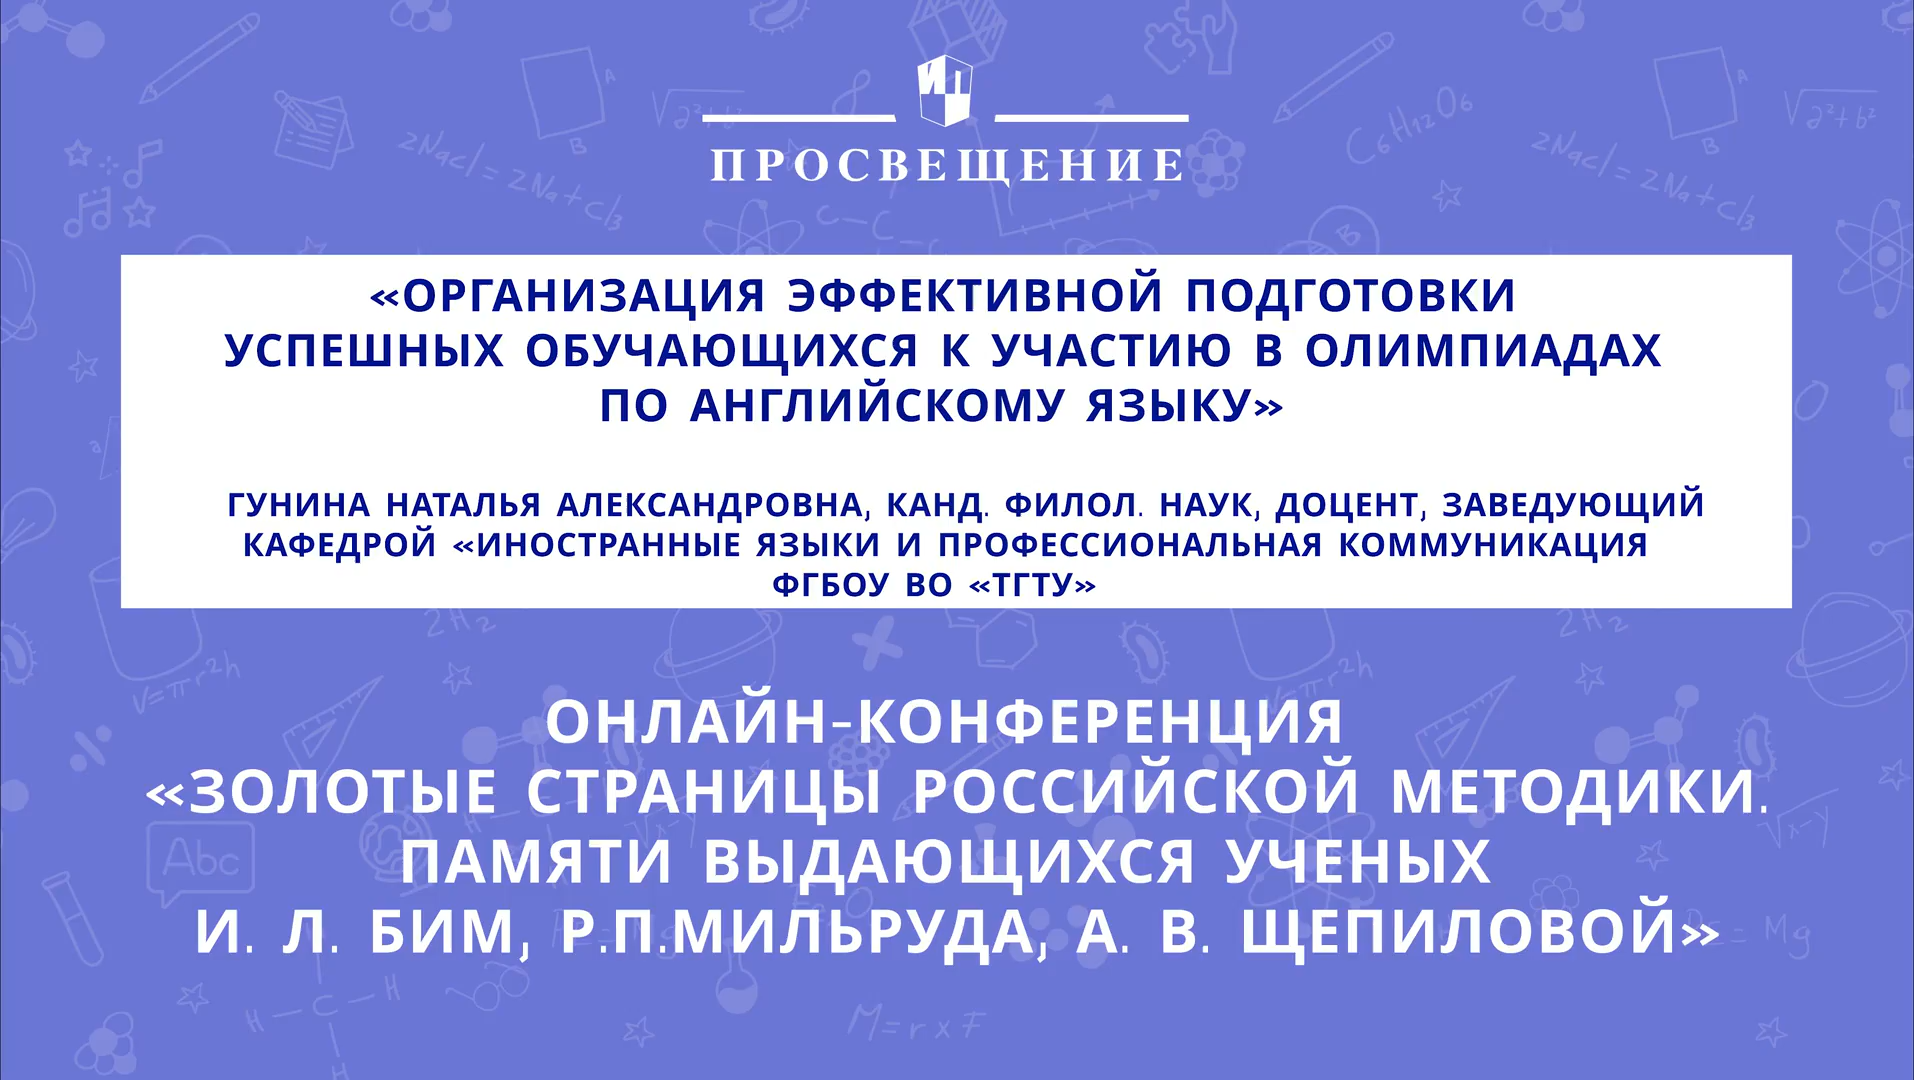 ПРОСВЕЩЕНИЕ
«ОРГАНИЗАЦИЯ ЭФФЕКТИВНОЙ ПОДГОТОВКИ
УСПЕШНЫХ ОБУЧАЮЩИХСЯ К УЧАСТИЮ В ОЛИМПИАДАХ
ПО АНГЛИЙСКОМУ ЯЗЫКУ»
ГУНИНА НАТАЛЬЯ АЛЕКСАНДРОВНА, КАНД. ФИЛОЛ. НАУК, ДОЦЕНТ, ЗАВЕДУЮЩИЙ
КАФЕДРОЙ «ИНОСТРАННЫЕ ЯЗЫКИ И ПРОФЕССИОНАЛЬНАЯ КОММУНИКАЦИЯ
ФГБОУ ВО «ТГТУ»
ОНЛАЙН-КОНФЕРЕНЦИЯ
«ЗОЛОТЫЕ СТРАНИЦЫ РОССИЙСКОЙ МЕТОДИКИ.
ПАМЯТИ ВЫДАЮЩИХСЯ УЧЕНЫХ
И. Л. БИМ, Р.П.МИЛЬРУДА, А. В. ЩЕПИЛОВОЙ»
Abc
M=rxF